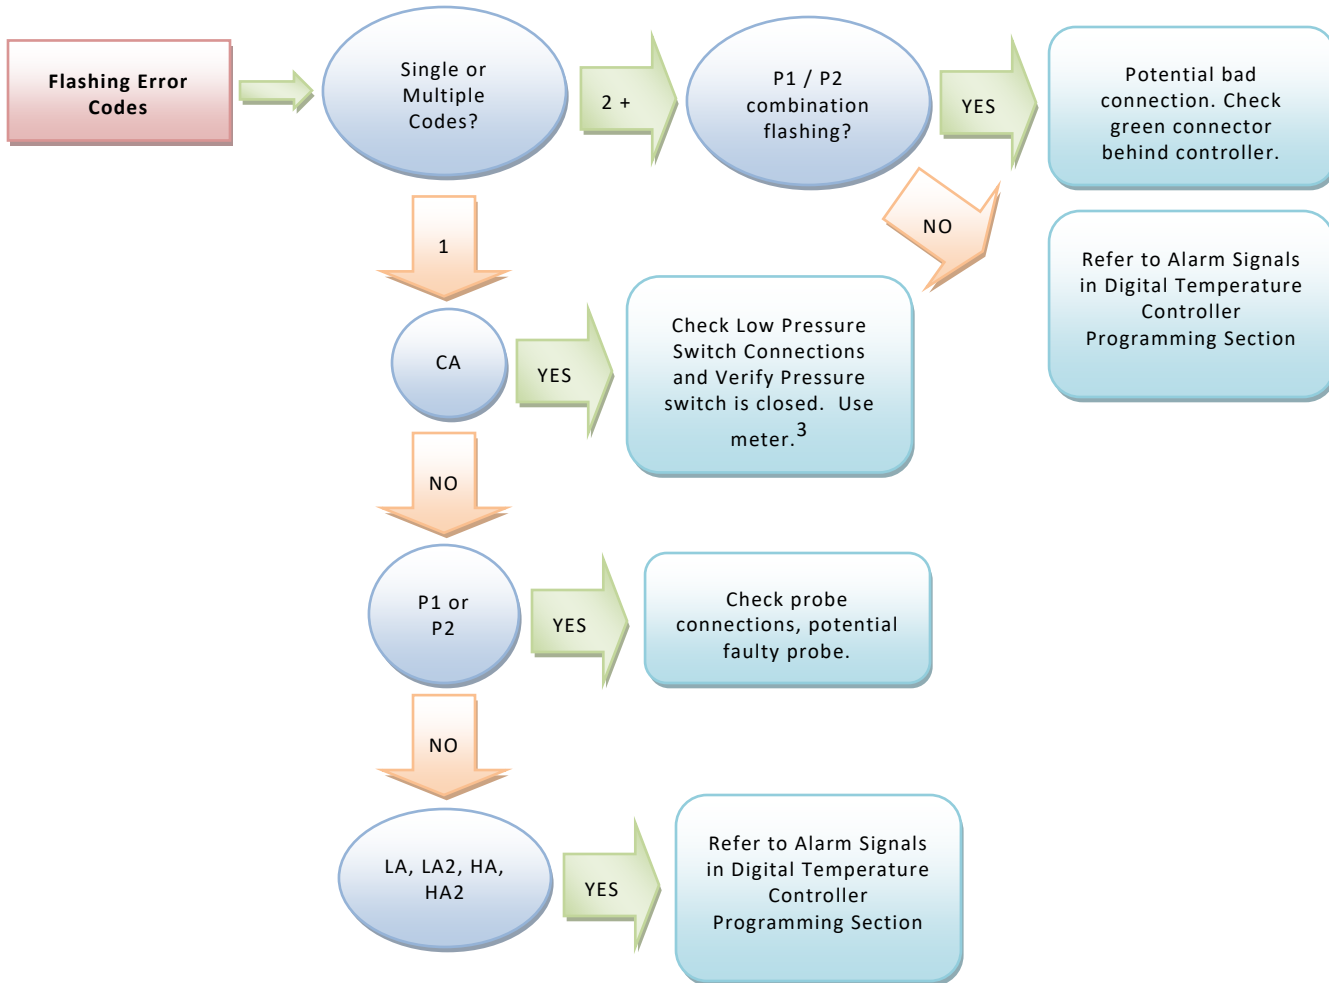 Flashing Error
Codes
Single or
Multiple
Codes?
2 +
P1 / P2
combination
flashing?
YES
Potential bad
connection. Check
green connector
behind controller.
NO
Refer to Alarm Signals
in Digital Temperature
Controller
Programming Section
1
CA
YES
Check Low Pressure
Switch Connections
and Verify Pressure
switch is closed.  Use
meter.3
NO
P1 or
P2
YES
Check probe
connections, potential
faulty probe.
NO
LA, LA2, HA,
HA2
YES
Refer to Alarm Signals
in Digital Temperature
Controller
Programming Section